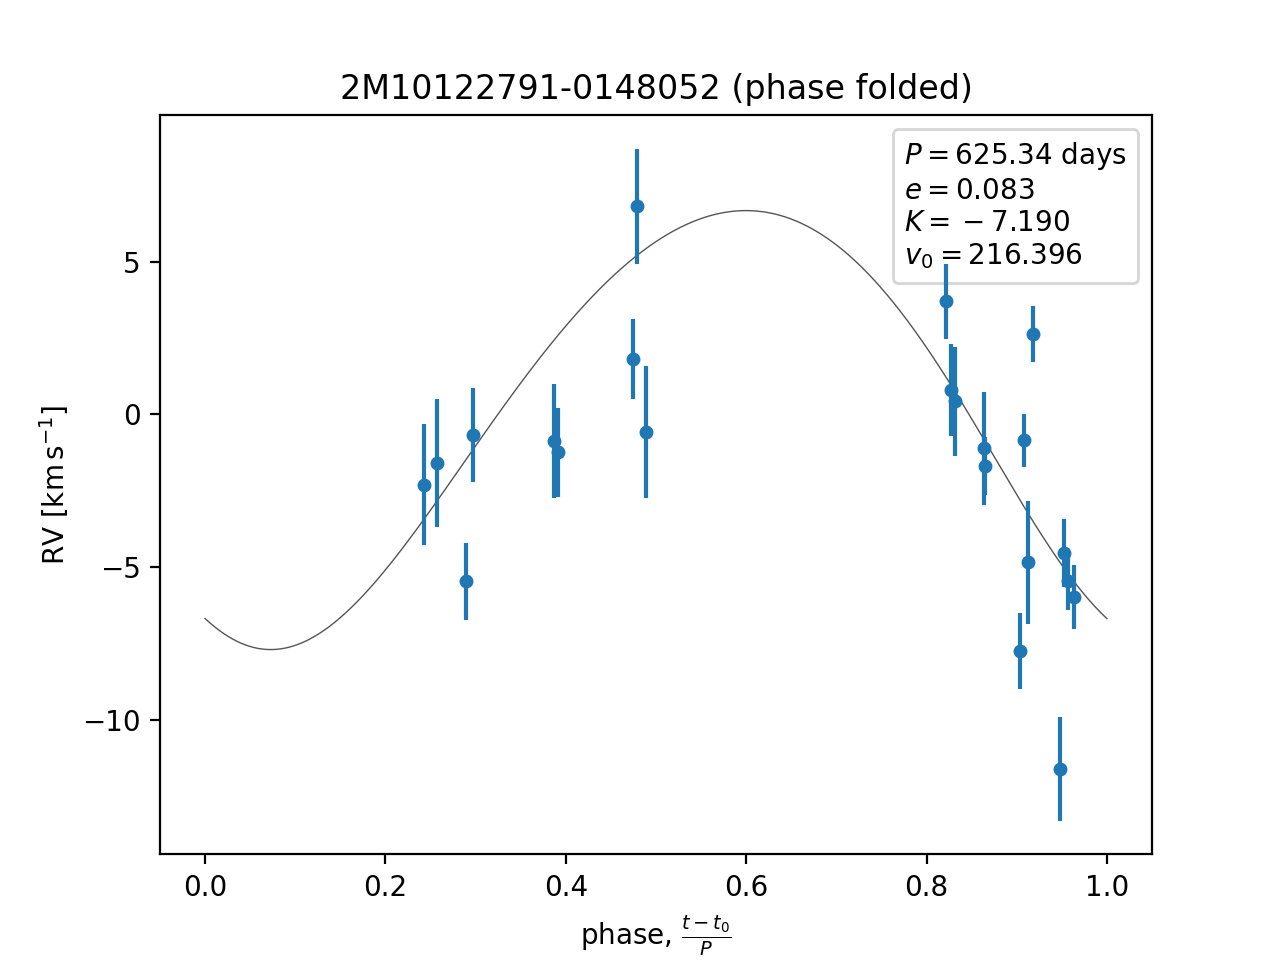 2M10122791-0148052 (phase folded)
P = 625.34 days
e = 0.083
K = −7.190
v₀ = 216.396
RV [km s⁻¹]
5
0
−5
−10
0.0 0.2 0.4 0.6 0.8 1.0
phase, (t − t₀)/P